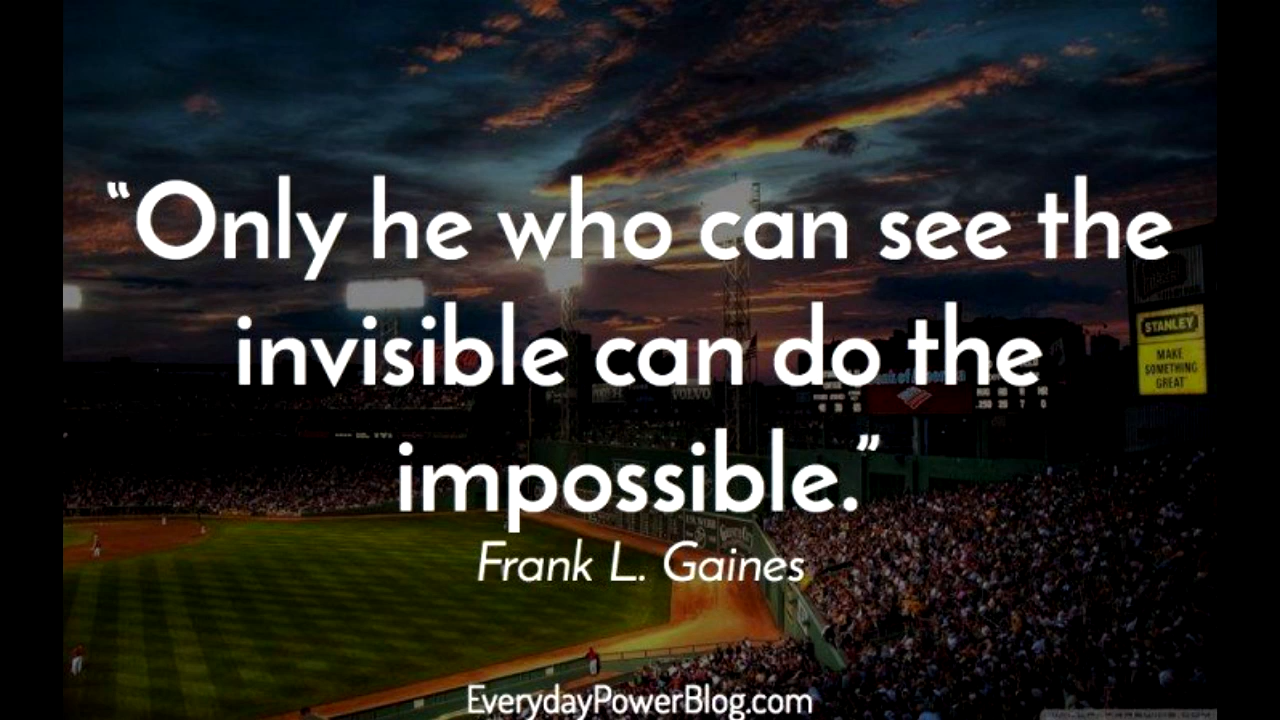 “Only he who can see the
invisible can do the
impossible.”
Frank L. Gaines
STANLEY
MAKE
SOMETHING
GREAT
VOLVO
EverydayPowerBlog.com